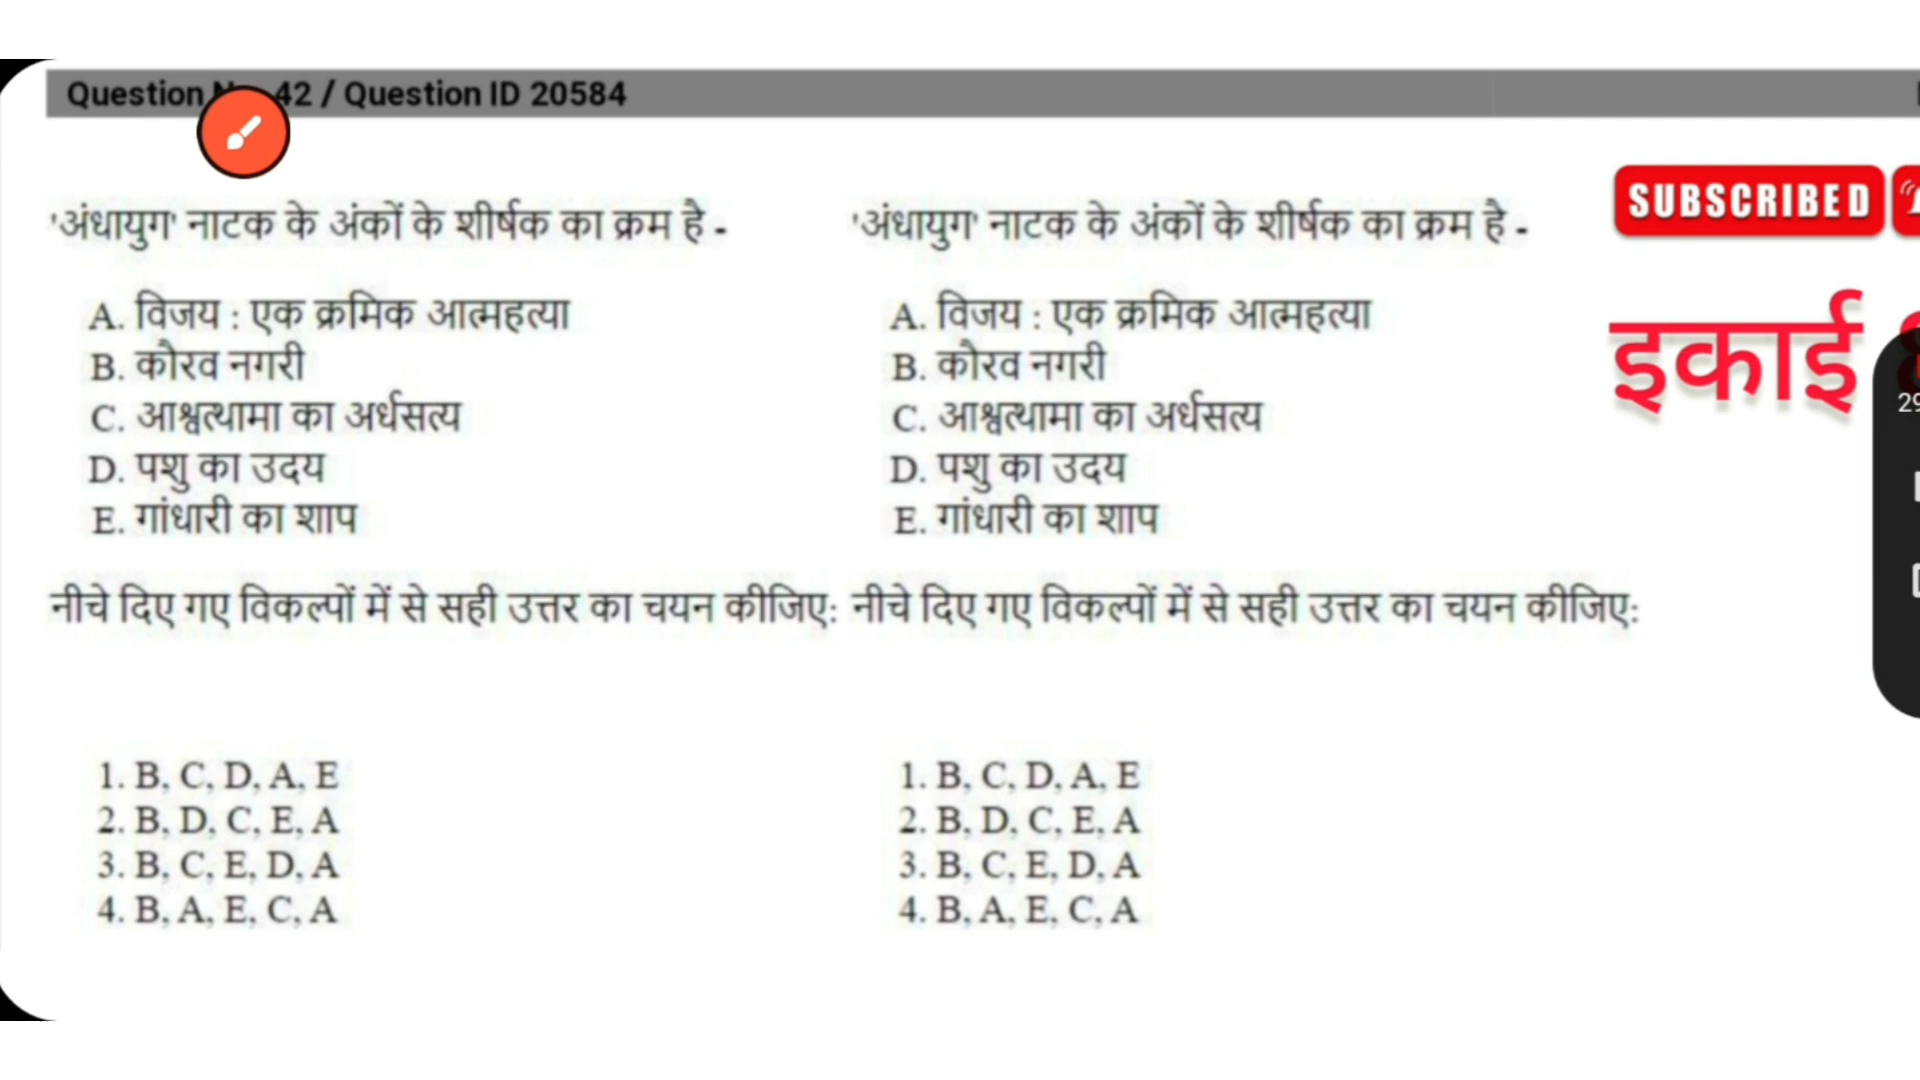 Question 42 / Question ID 20584
SUBSCRIBED
इकाई
'अंधायुग' नाटक के अंकों के शीर्षक का क्रम है -
A. विजय : एक क्रमिक आत्महत्या
B. कौरव नगरी
C. आश्वत्थामा का अर्धसत्य
D. पशु का उदय
E. गांधारी का शाप
नीचे दिए गए विकल्पों में से सही उत्तर का चयन कीजिए:
1. B, C, D, A, E
2. B, D, C, E, A
3. B, C, E, D, A
4. B, A, E, C, A
'अंधायुग' नाटक के अंकों के शीर्षक का क्रम है -
A. विजय : एक क्रमिक आत्महत्या
B. कौरव नगरी
C. आश्वत्थामा का अर्धसत्य
D. पशु का उदय
E. गांधारी का शाप
नीचे दिए गए विकल्पों में से सही उत्तर का चयन कीजिए:
1. B, C, D, A, E
2. B, D, C, E, A
3. B, C, E, D, A
4. B, A, E, C, A